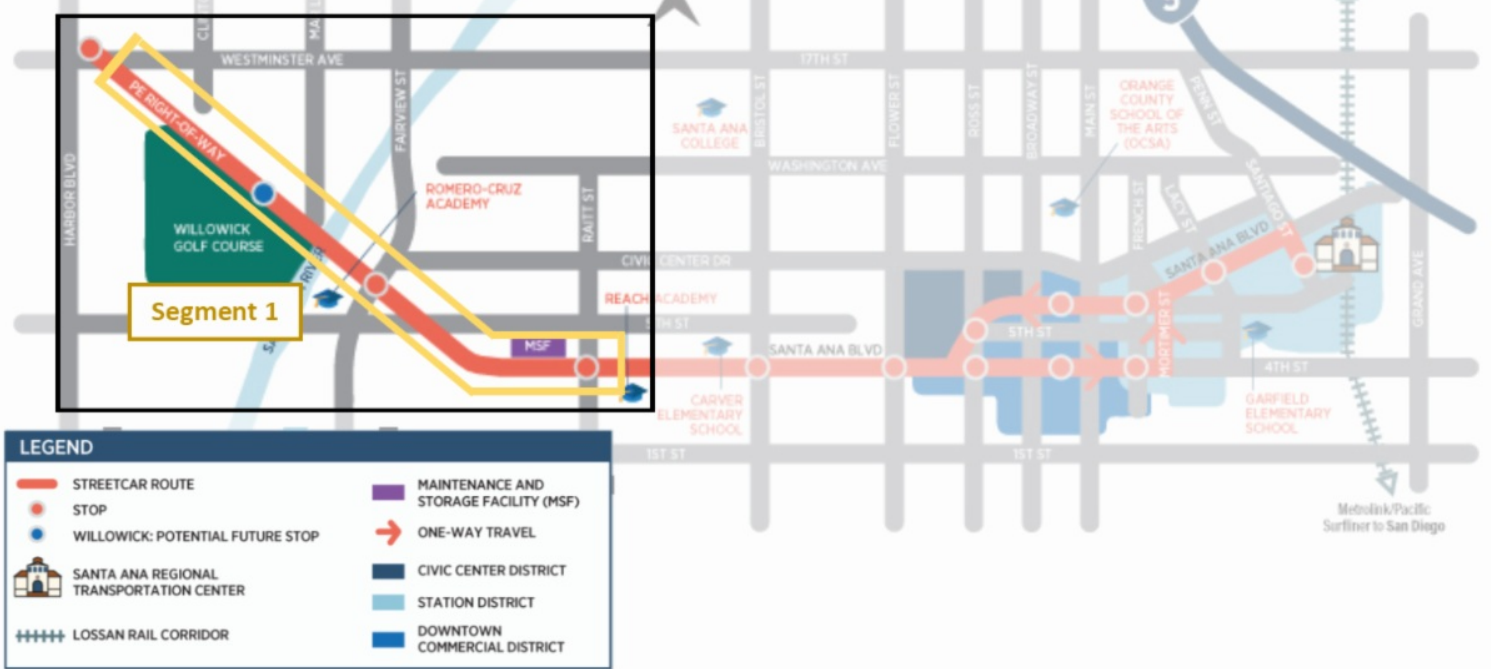 WESTMINSTER AVE
17TH ST
HARBOR BLVD
PE RIGHT-OF-WAY
FAIRVIEW ST
SANTA ANA
COLLEGE
BRISTOL ST
FLOWER ST
ROSS ST
BROADWAY ST
MAIN ST
ORANGE
COUNTY
SCHOOL OF
THE ARTS
(OCSA)
PENN ST
WASHINGTON AVE
ROMERO-CRUZ
ACADEMY
RAITT ST
FRENCH ST
LACY ST
SANTIAGO ST
WILLOWICK
GOLF COURSE
RIVER
CIVIC CENTER DR
SANTA ANA BLVD
GRAND AVE
Segment 1
REACH ACADEMY
5TH ST
5TH ST
MSF
SANTA ANA BLVD
MORTIMER ST
4TH ST
CARVER
ELEMENTARY
SCHOOL
GARFIELD
ELEMENTARY
SCHOOL
1ST ST
1ST ST
Metrolink/Pacific
Surfliner to San Diego
LEGEND
STREETCAR ROUTE
STOP
WILLOWICK: POTENTIAL FUTURE STOP
SANTA ANA REGIONAL
TRANSPORTATION CENTER
LOSSAN RAIL CORRIDOR
MAINTENANCE AND
STORAGE FACILITY (MSF)
ONE-WAY TRAVEL
CIVIC CENTER DISTRICT
STATION DISTRICT
DOWNTOWN
COMMERCIAL DISTRICT